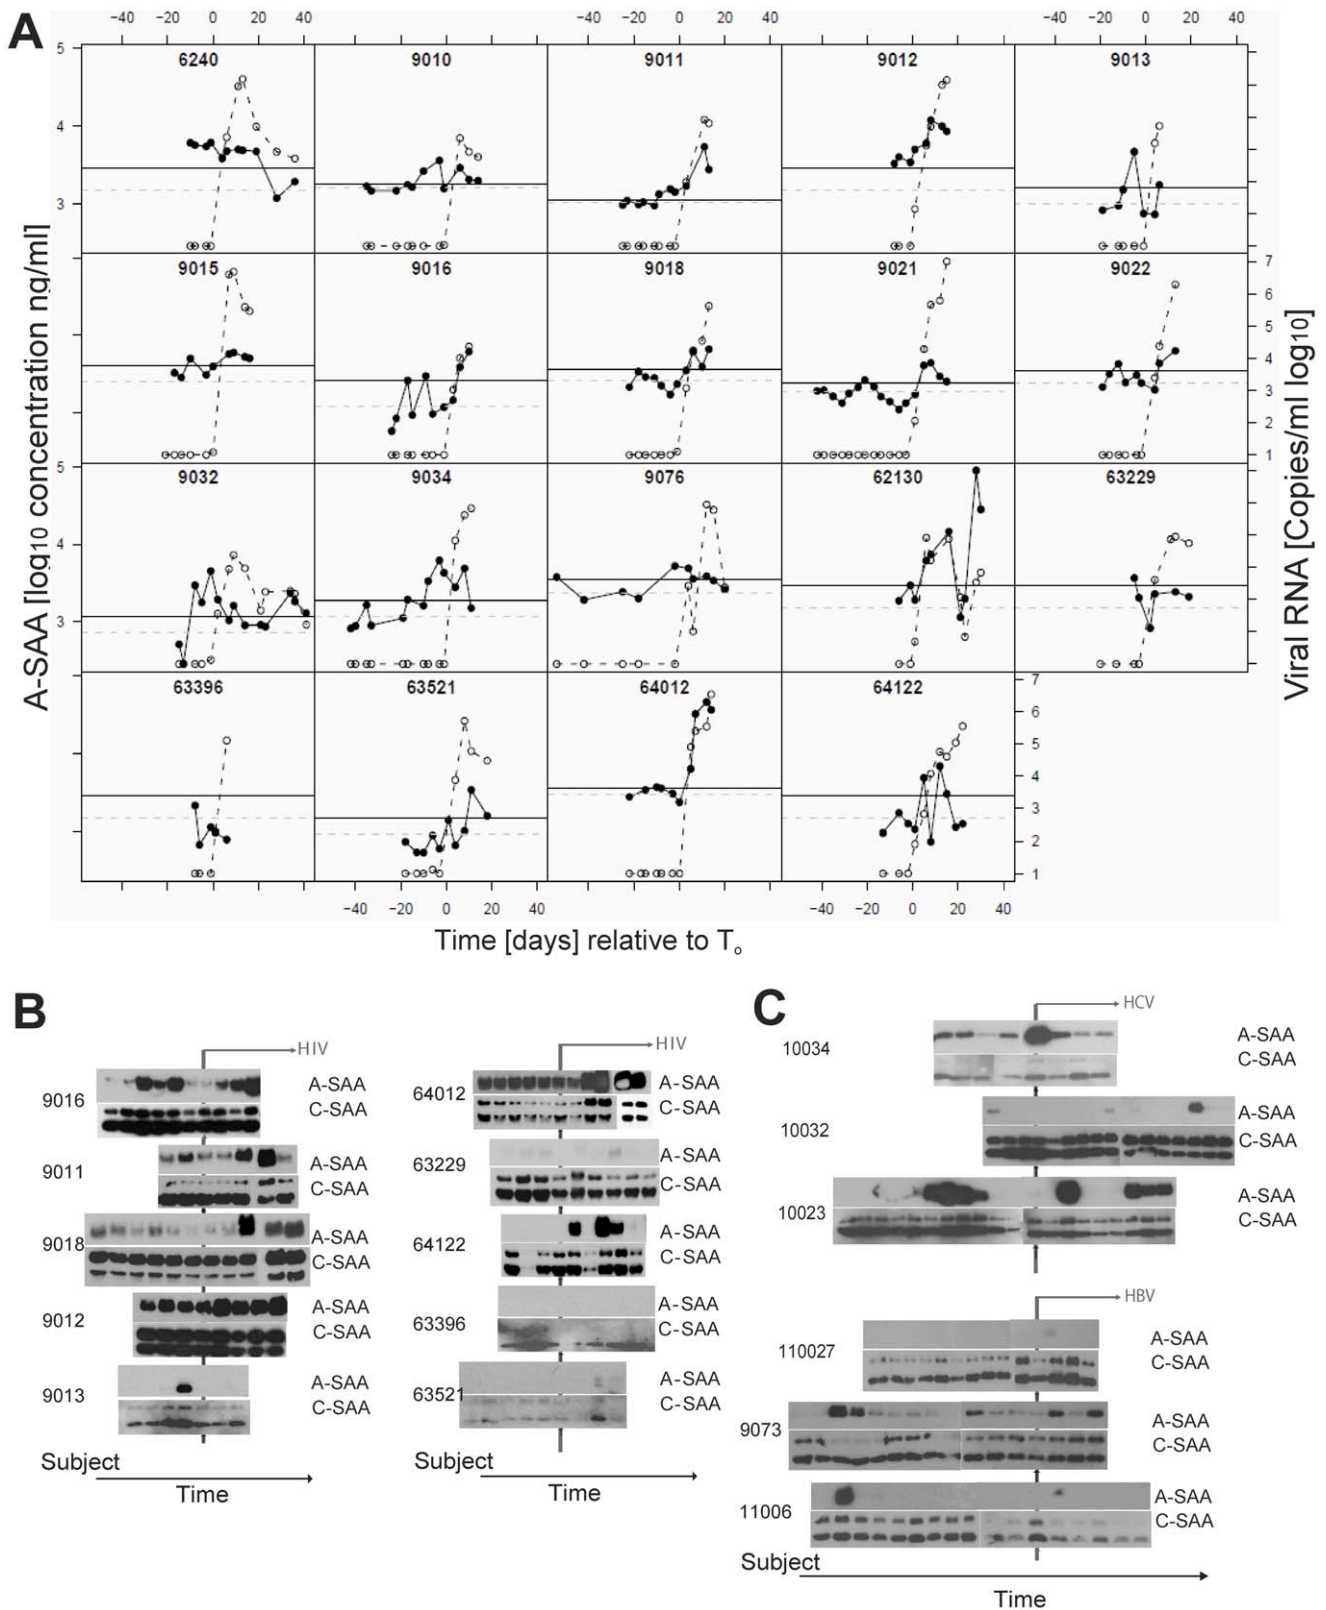 A
−40 −20 0 20 40 −40 −20 0 20 40 −40 −20 0 20 40
6240 9010 9011 9012 9013
5
4
3
9015 9016 9018 9021 9022
7
6
5
4
3
2
1
9032 9034 9076 62130 63229
5
4
3
63396 63521 64012 64122
7
6
5
4
3
2
1
−40 −20 0 20 40 −40 −20 0 20 40
A-SAA [log10 concentration ng/ml]
Viral RNA [Copies/ml log10]
Time [days] relative to To
B
HIV
9016 A-SAA
C-SAA
9011 A-SAA
C-SAA
9018 A-SAA
C-SAA
9012 A-SAA
C-SAA
9013 A-SAA
C-SAA
Subject
Time
HIV
64012 A-SAA
C-SAA
63229 A-SAA
C-SAA
64122 A-SAA
C-SAA
63396 A-SAA
C-SAA
63521 A-SAA
C-SAA
Subject
Time
C
HCV
10034 A-SAA
C-SAA
10032 A-SAA
C-SAA
10023 A-SAA
C-SAA
HBV
110027 A-SAA
C-SAA
9073 A-SAA
C-SAA
11006 A-SAA
C-SAA
Subject
Time